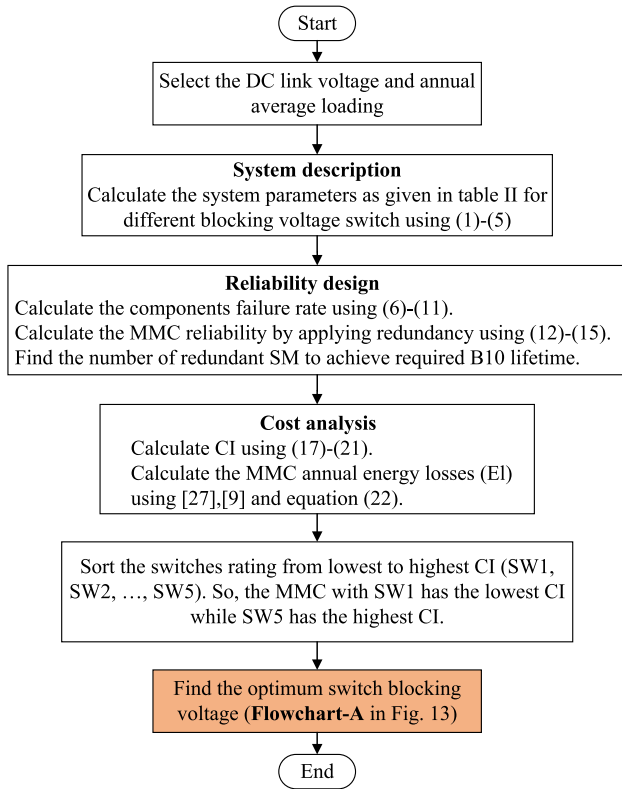 Start
Select the DC link voltage and annual
average loading
System description
Calculate the system parameters as given in table II for
different blocking voltage switch using (1)-(5)
Reliability design
Calculate the components failure rate using (6)-(11).
Calculate the MMC reliability by applying redundancy using (12)-(15).
Find the number of redundant SM to achieve required B10 lifetime.
Cost analysis
Calculate CI using (17)-(21).
Calculate the MMC annual energy losses (El)
using [27],[9] and equation (22).
Sort the switches rating from lowest to highest CI (SW1,
SW2, …, SW5). So, the MMC with SW1 has the lowest CI
while SW5 has the highest CI.
Find the optimum switch blocking
voltage (Flowchart-A in Fig. 13)
End